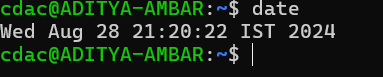 cdac@ADITYA-AMBAR:~$ date
Wed Aug 28 21:20:22 IST 2024
cdac@ADITYA-AMBAR:~$